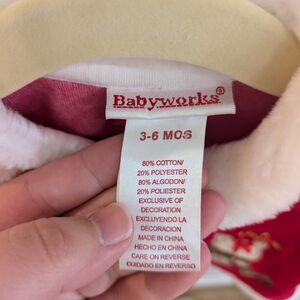 Babyworks®
3-6 MOS
80% COTTON/
20% POLYESTER
80% ALGODON/
20% POLIESTER
EXCLUSIVE OF
DECORATION
EXCLUYENDO LA
DECORACION
MADE IN CHINA
HECHO EN CHINA
CARE ON REVERSE
CUIDADO EN REVERSO